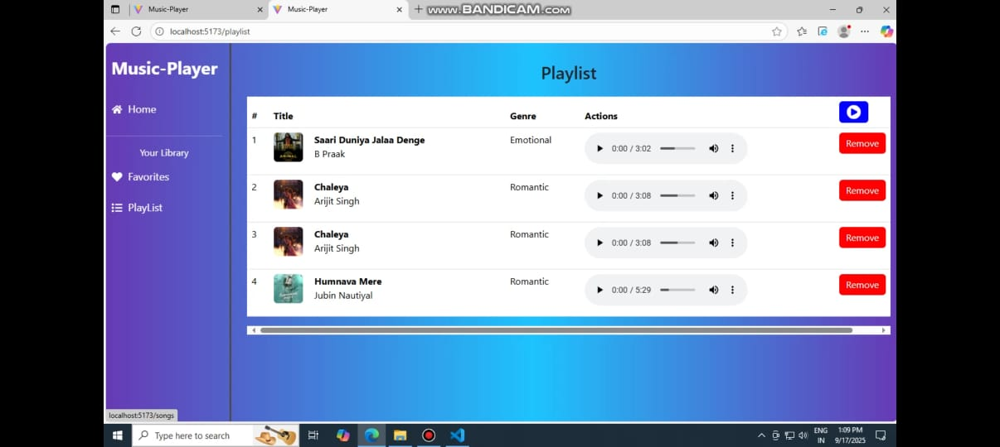 Music-Player
Music-Player
www.BANDICAM.com
localhost:5173/playlist
Music-Player
Home
Your Library
Favorites
PlayList
Playlist
# Title Genre Actions
1 Saari Duniya Jalaa Denge Emotional 0:00 / 3:02 Remove
B Praak
2 Chaleya Romantic 0:00 / 3:08 Remove
Arijit Singh
3 Chaleya Romantic 0:00 / 3:08 Remove
Arijit Singh
4 Humnava Mere Romantic 0:00 / 5:29 Remove
Jubin Nautiyal
localhost:5173/songs
Type here to search
ENG
IN
1:09 PM
9/17/2025